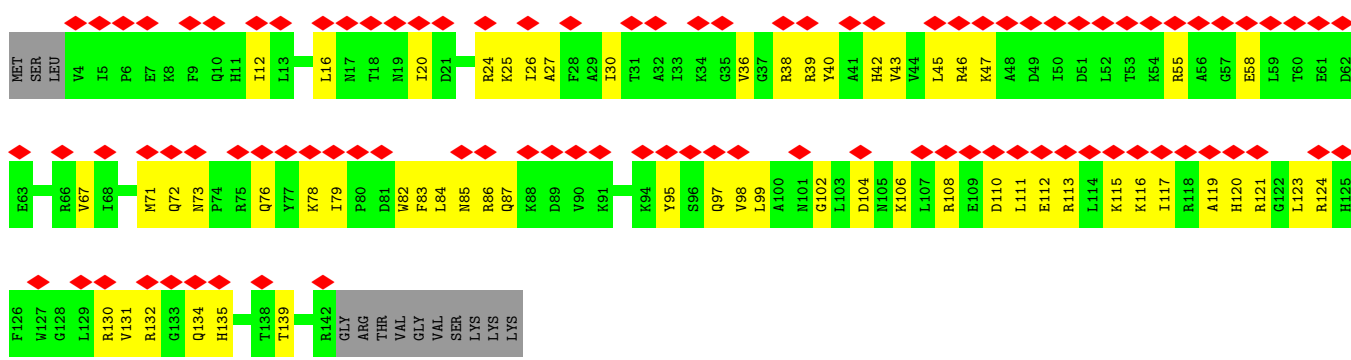 MET SER LEU V4 I5 P6 E7 K8 F9 Q10 H11 I12 L13 L16 N17 T18 N19 I20 D21 R24 K25 I26 A27 F28 A29 I30 T31 A32 I33 K34 G35 V36 G37 R38 R39 Y40 A41 H42 V43 V44 L45 R46 K47 A48 D49 I50 D51 L52 T53 K54 R55 A56 G57 E58 L59 T60 E61 D62
E63 R66 V67 I68 M71 Q72 N73 P74 R75 Q76 Y77 K78 I79 P80 D81 W82 F83 L84 N85 R86 Q87 K88 D89 V90 K91 K94 Y95 S96 Q97 V98 L99 A100 N101 G102 L103 D104 N105 K106 L107 R108 E109 D110 L111 E112 R113 L114 K115 K116 I117 R118 A119 H120 R121 G122 L123 R124 H125
F126 W127 G128 L129 R130 V131 R132 G133 Q134 H135 T138 T139 R142 GLY ARG THR VAL GLY VAL SER LYS LYS LYS